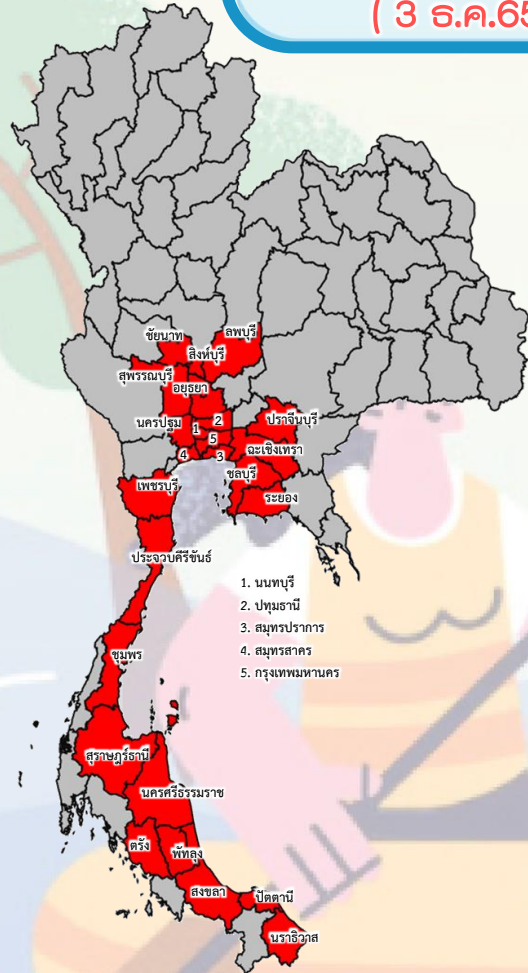 ( 3 ธ.ค.65
ชัยนาท
ลพบุรี
สิงห์บุรี
สุพรรณบุรี
อยุธยา
นครปฐม
1
2
ปราจีนบุรี
5
4
3
ฉะเชิงเทรา
ชลบุรี
เพชรบุรี
ระยอง
ประจวบคีรีขันธ์
1. นนทบุรี
2. ปทุมธานี
3. สมุทรปราการ
4. สมุทรสาคร
5. กรุงเทพมหานคร
ชุมพร
สุราษฎร์ธานี
นครศรีธรรมราช
ตรัง
พัทลุง
สงขลา
ปัตตานี
นราธิวาส